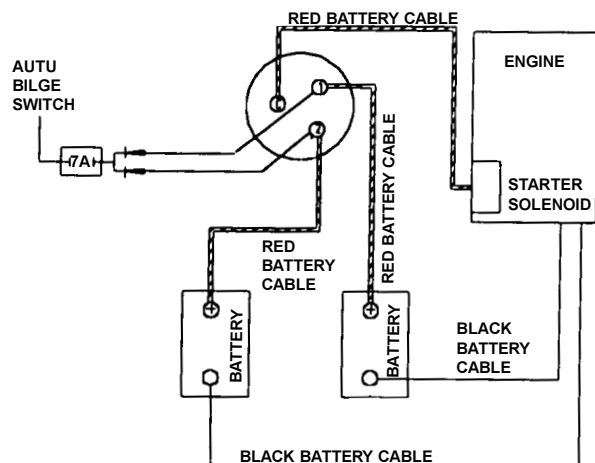 RED BATTERY CABLE
ENGINE
AUTU
BILGE
SWITCH
1
2
7A
RED BATTERY CABLE
STARTER
SOLENOID
RED
BATTERY
CABLE
+
+
BATTERY
BATTERY
BLACK
BATTERY
CABLE
BLACK BATTERY CABLE